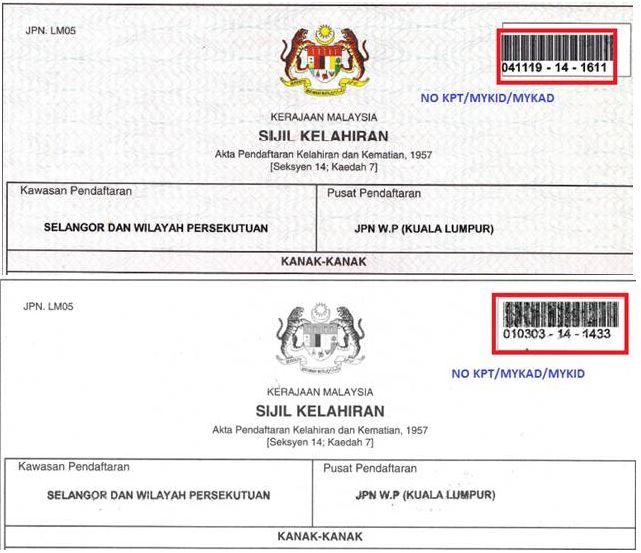 JPN. LM05
041119 - 14 - 1611
NO KPT/MYKID/MYKAD
KERAJAAN MALAYSIA
SIJIL KELAHIRAN
Akta Pendaftaran Kelahiran dan Kematian, 1957
[Seksyen 14; Kaedah 7]
Kawasan Pendaftaran
Pusat Pendaftaran
SELANGOR DAN WILAYAH PERSEKUTUAN
JPN W.P (KUALA LUMPUR)
KANAK-KANAK
JPN. LM05
010303 - 14 - 1433
NO KPT/MYKAD/MYKID
KERAJAAN MALAYSIA
SIJIL KELAHIRAN
Akta Pendaftaran Kelahiran dan Kematian, 1957
[Seksyen 14; Kaedah 7]
Kawasan Pendaftaran
Pusat Pendaftaran
SELANGOR DAN WILAYAH PERSEKUTUAN
JPN W.P (KUALA LUMPUR)
KANAK-KANAK